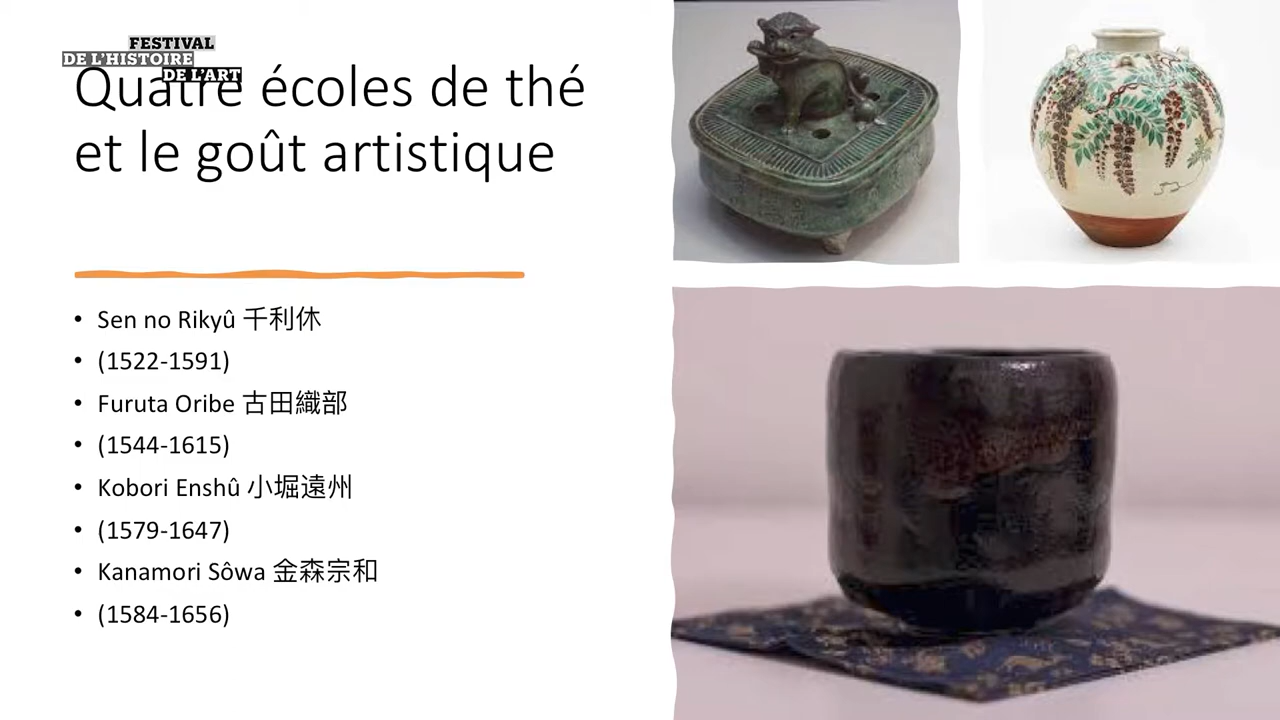 FESTIVAL
DE L'HISTOIRE
DE L'ART
Quatre écoles de thé
et le goût artistique
• Sen no Rikyû 千利休
• (1522-1591)
• Furuta Oribe 古田織部
• (1544-1615)
• Kobori Enshû 小堀遠州
• (1579-1647)
• Kanamori Sôwa 金森宗和
• (1584-1656)